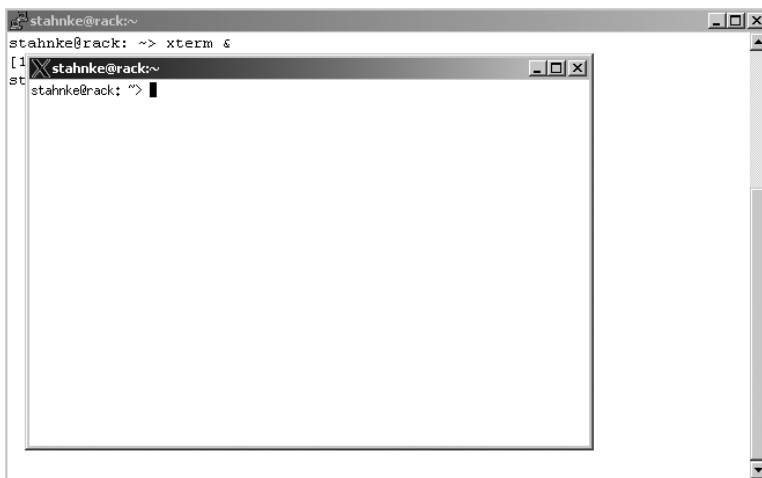 stahnke@rack:~
stahnke@rack: ~> xterm &
[1
st
stahnke@rack:~
stahnke@rack: ~>